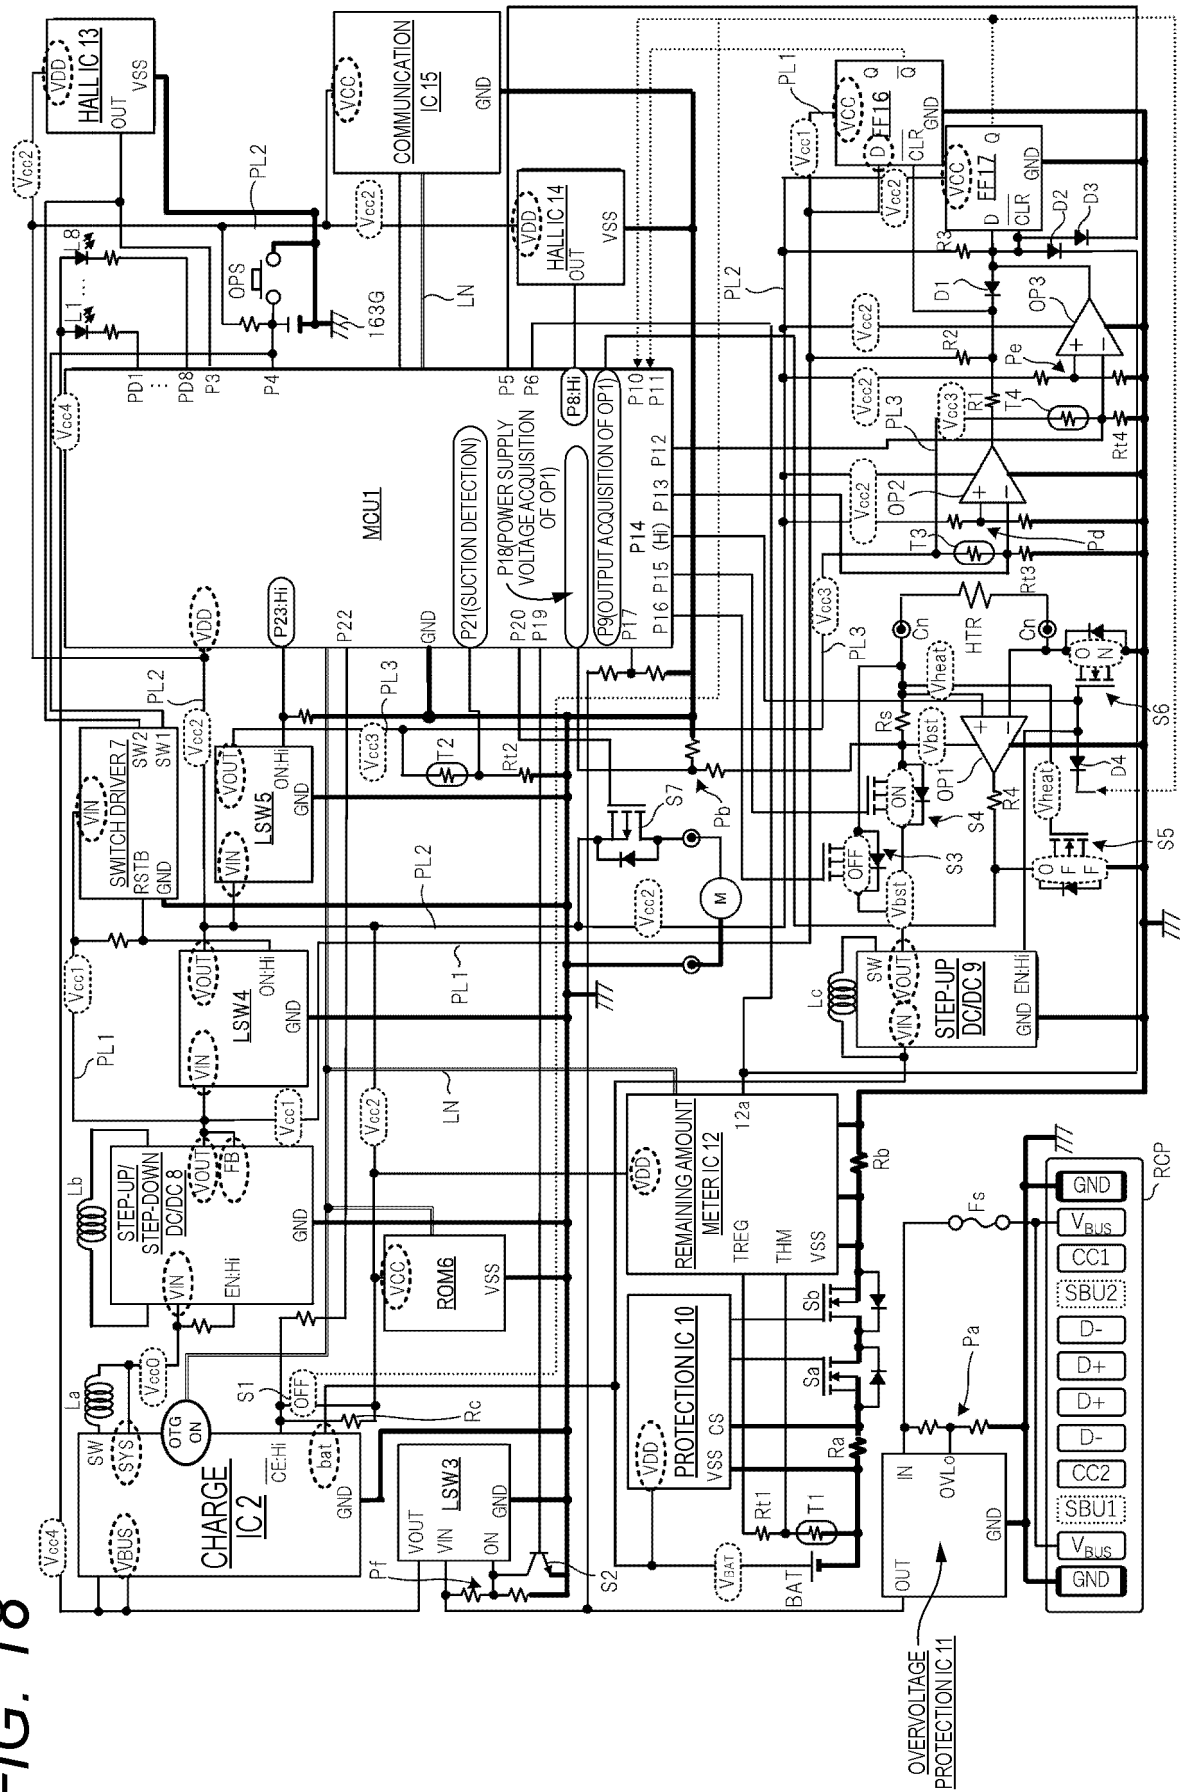 FIG. 18
Vcc4
VBUS
CHARGE
IC 2
SW
SYS
OTG
ON
CE:Hi
bat
GND
La
Vcc0
S1
OFF
Rc
Lb
STEP-UP/
STEP-DOWN
DC/DC 8
VIN
EN:Hi
VOUT
FB
GND
Vcc1
PL1
Vcc1
VIN
LSW4
VOUT
ON:Hi
GND
PL1
Vcc2
LN
VIN
SWITCH DRIVER 7
RSTB
GND
SW2
SW1
PL2
Vcc2
VIN
LSW5
VOUT
ON:Hi
GND
PL2
Vcc3
PL3
T2
Rt2
VCC
ROM6
VSS
VOUT
VIN
LSW3
ON
GND
Pf
S2
Vcc4
MCU1
VDD
P23:Hi
P22
GND
P21(SUCTION DETECTION)
P20
P19
P18(POWER SUPPLY
VOLTAGE ACQUISITION
OF OP1)
P9(OUTPUT ACQUISITION OF OP1)
P17
P16
P15
(Hi)
P14
P13
P12
P11
P10
P8:Hi
P6
P5
P4
P3
PD8
⋮
PD1
L1
...
L8
OPS
163G
Vcc2
VDD
HALL IC 13
OUT
VSS
PL2
Vcc2
VCC
COMMUNICATION
IC 15
GND
LN
VDD
HALL IC 14
OUT
VSS
S7
Pb
Vcc2
M
VDD
PROTECTION IC 10
VSS
CS
VDD
REMAINING AMOUNT
METER IC 12
12a
TREG
THM
VSS
Rt1
T1
Ra
Sa
Sb
Rb
VBAT
BAT
Lc
SW
VIN
VOUT
STEP-UP
DC/DC 9
GND
EN:Hi
Vbst
OFF
S3
ON
S4
Rs
Vbst
Vheat
OP1
+
−
R4
Vheat
OFF
S5
D4
ON
S6
Cn
HTR
Cn
Vcc3
PL3
T3
Rt3
Pd
Vcc2
OP2
+
−
R1
R2
PL3
Vcc3
T4
Rt4
Vcc2
Pe
Vcc2
OP3
+
−
D1
R3
PL2
D2
D3
Vcc1
PL1
VCC
FF16
D
Q
Q
CLR
GND
Vcc2
VCC
FF17
D
Q
CLR
GND
OUT
IN
OVLo
GND
OVERVOLTAGE
PROTECTION IC 11
Pa
Fs
RCP
GND
VBUS
SBU1
CC2
D-
D+
D+
D-
SBU2
CC1
VBUS
GND